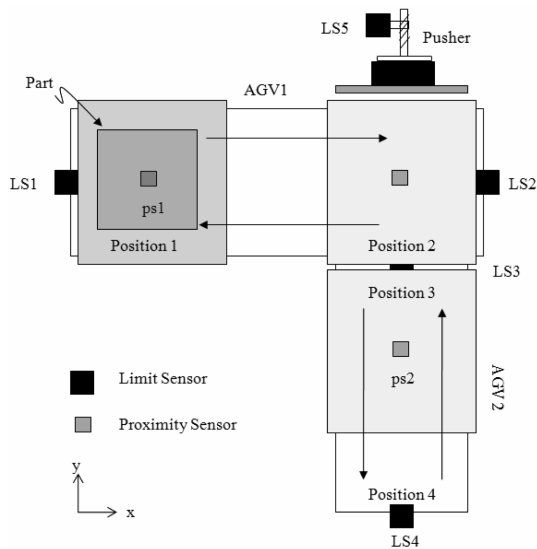 LS5
Pusher
Part
AGV1
LS1
ps1
LS2
Position 1
Position 2
LS3
Position 3
ps2
AGV 2
Limit Sensor
Proximity Sensor
y
x
Position 4
LS4